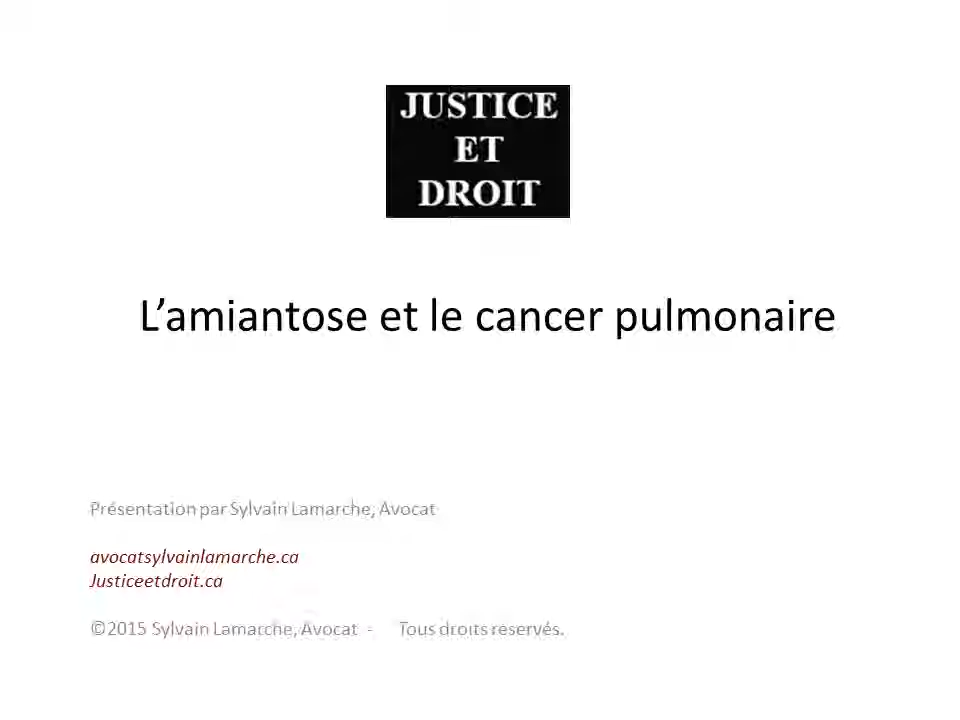 JUSTICE
ET
DROIT
L’amiantose et le cancer pulmonaire
Présentation par Sylvain Lamarche, Avocat
avocatsylvainlamarche.ca
Justiceetdroit.ca
©2015 Sylvain Lamarche, Avocat - Tous droits réservés.